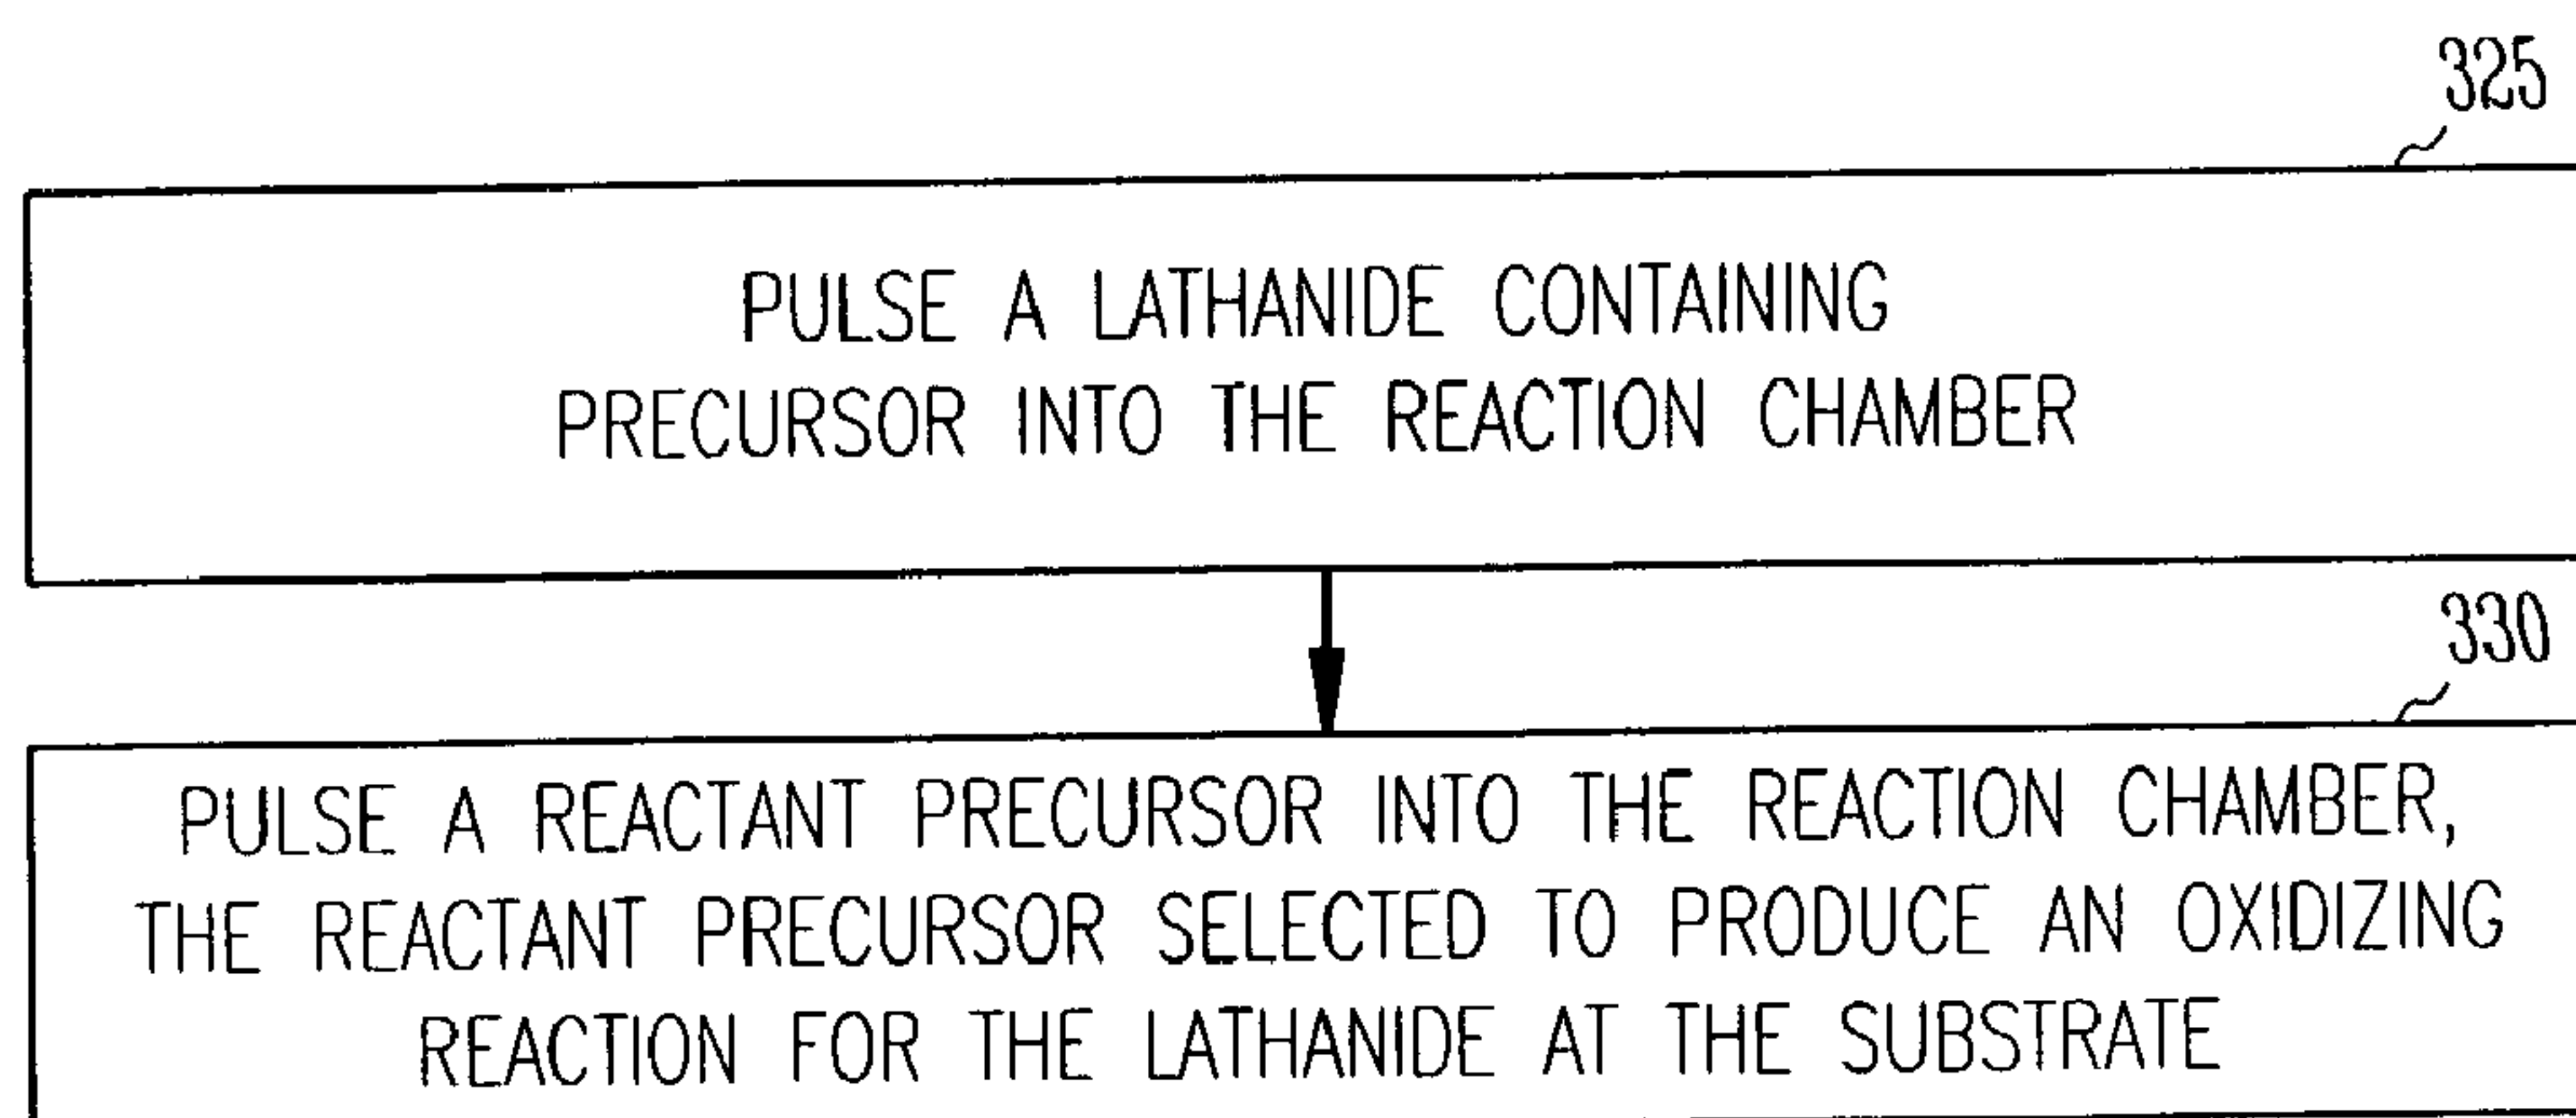 325
PULSE A LATHANIDE CONTAINING
PRECURSOR INTO THE REACTION CHAMBER
330
PULSE A REACTANT PRECURSOR INTO THE REACTION CHAMBER,
THE REACTANT PRECURSOR SELECTED TO PRODUCE AN OXIDIZING
REACTION FOR THE LATHANIDE AT THE SUBSTRATE